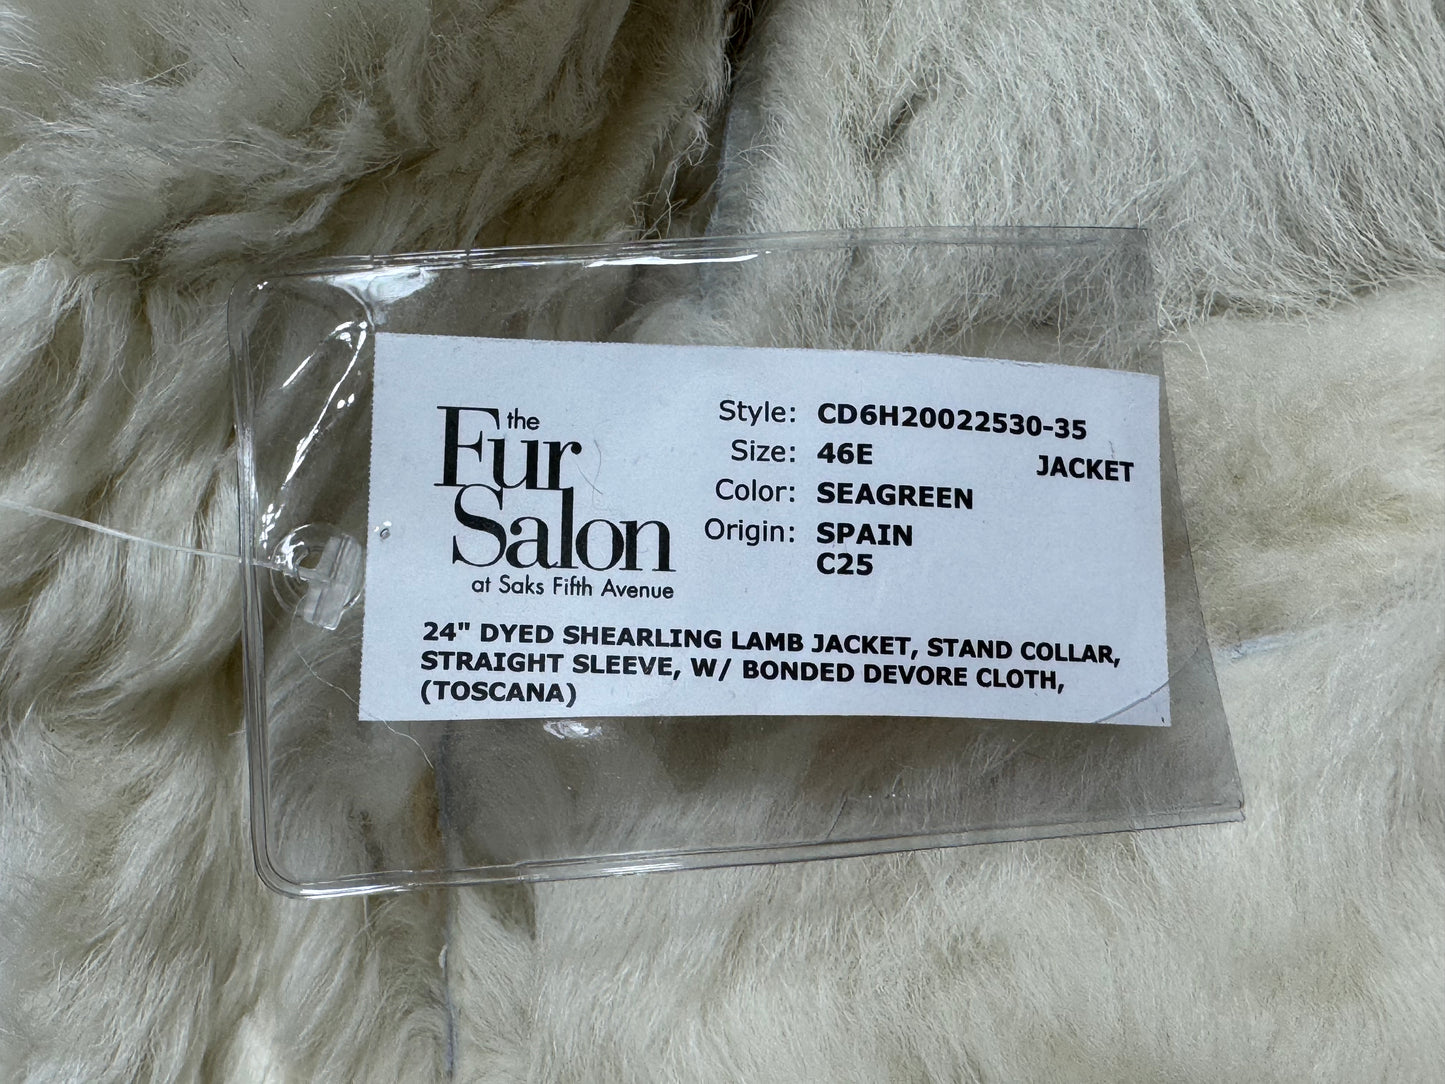 the
Fur
Salon
at Saks Fifth Avenue
Style: CD6H20022530-35
Size: 46E JACKET
Color: SEAGREEN
Origin: SPAIN
C25
24" DYED SHEARLING LAMB JACKET, STAND COLLAR,
STRAIGHT SLEEVE, W/ BONDED DEVORE CLOTH,
(TOSCANA)